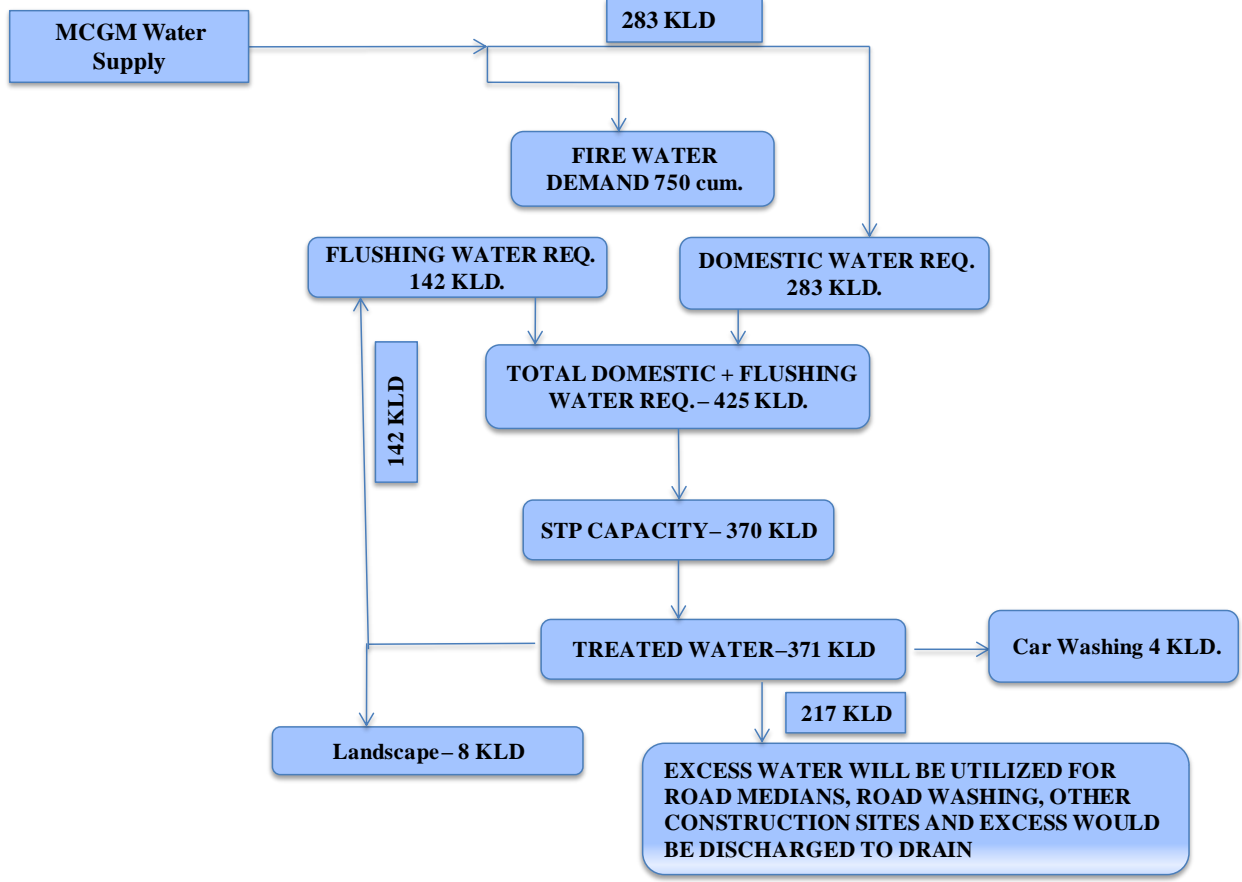 283 KLD
MCGM Water
Supply
FIRE WATER
DEMAND 750 cum.
FLUSHING WATER REQ.
142 KLD.
DOMESTIC WATER REQ.
283 KLD.
142 KLD
TOTAL DOMESTIC + FLUSHING
WATER REQ. – 425 KLD.
STP CAPACITY– 370 KLD
TREATED WATER–371 KLD
Car Washing 4 KLD.
217 KLD
Landscape – 8 KLD
EXCESS WATER WILL BE UTILIZED FOR
ROAD MEDIANS, ROAD WASHING, OTHER
CONSTRUCTION SITES AND EXCESS WOULD
BE DISCHARGED TO DRAIN